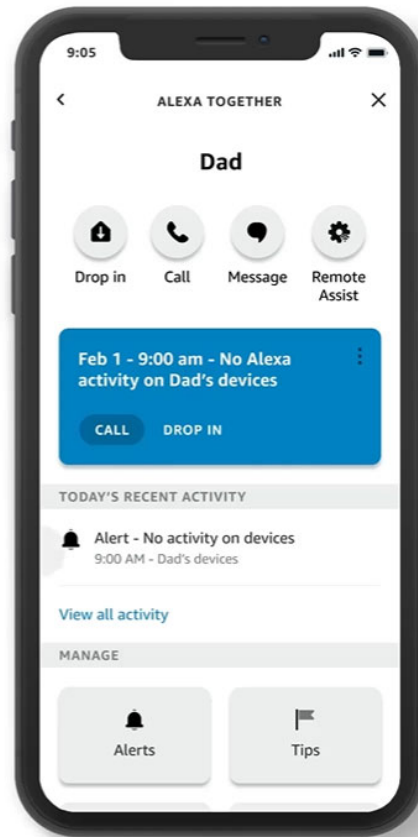 9:05
ALEXA TOGETHER
Dad
Drop in
Call
Message
Remote
Assist
Feb 1 - 9:00 am - No Alexa
activity on Dad's devices
CALL
DROP IN
TODAY'S RECENT ACTIVITY
Alert - No activity on devices
9:00 AM - Dad's devices
View all activity
MANAGE
Alerts
Tips